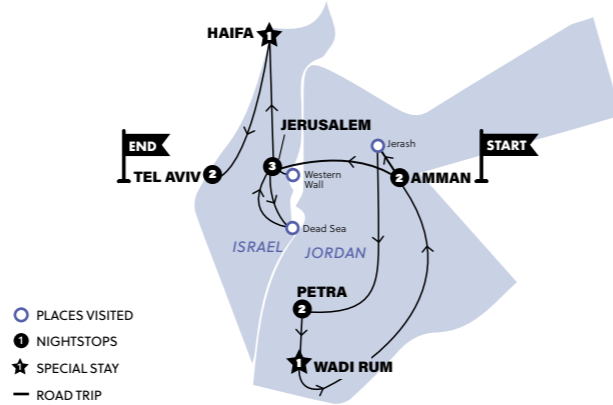 HAIFA
1
END
TEL AVIV
2
JERUSALEM
3
Western
Wall
Dead Sea
Jerash
START
2
AMMAN
ISRAEL
JORDAN
PETRA
2
1
WADI RUM
PLACES VISITED
1
NIGHTSTOPS
1
SPECIAL STAY
ROAD TRIP